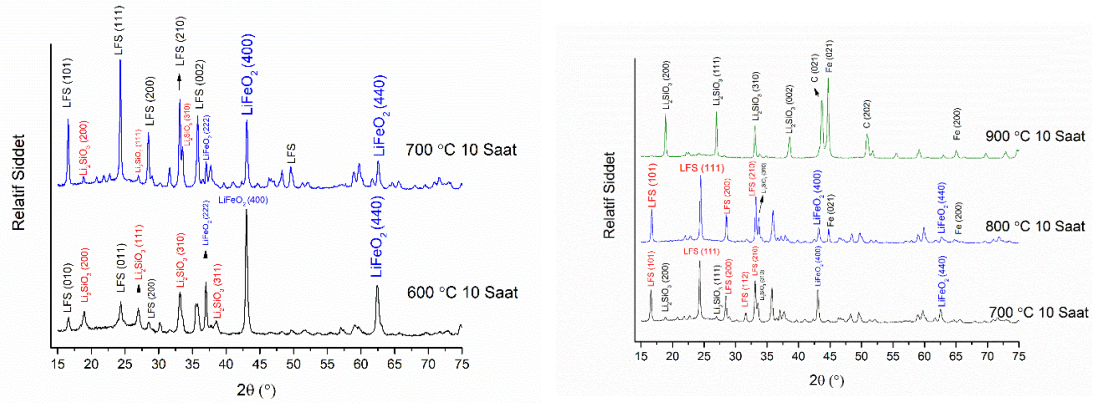 Relatif Siddet
LFS (101)
Li2SiO3 (200)
LFS (111)
Li2SiO3 (111)
LFS (200)
LFS (210)
Li2SiO3 (310)
LFS (002)
LiFeO2 (222)
LiFeO2 (400)
LFS
LiFeO2 (440)
700 °C 10 Saat
LFS (010)
Li2SiO3 (200)
LFS (011)
Li2SiO3 (111)
LFS (200)
Li2SiO3 (310)
LiFeO2 (222)
Li2SiO3 (311)
LiFeO2 (400)
LiFeO2 (440)
600 °C 10 Saat
15 20 25 30 35 40 45 50 55 60 65 70 75
2θ (°)
Relatif Siddet
Li2SiO3 (200)
Li2SiO3 (111)
Li2SiO3 (310)
Li2SiO3 (002)
C (021)
Fe (021)
C (202)
Fe (200)
900 °C 10 Saat
LFS (101)
LFS (111)
LFS (200)
LFS (210)
LiFeO2 (400)
Fe (021)
LiFeO2 (440)
Fe (200)
800 °C 10 Saat
LFS (101)
Li2SiO3 (200)
LFS (111)
Li2SiO3 (111)
LFS (200)
LFS (112)
LFS (210)
LiFeO2 (400)
LiFeO2 (440)
700 °C 10 Saat
15 20 25 30 35 40 45 50 55 60 65 70 75
2θ (°)